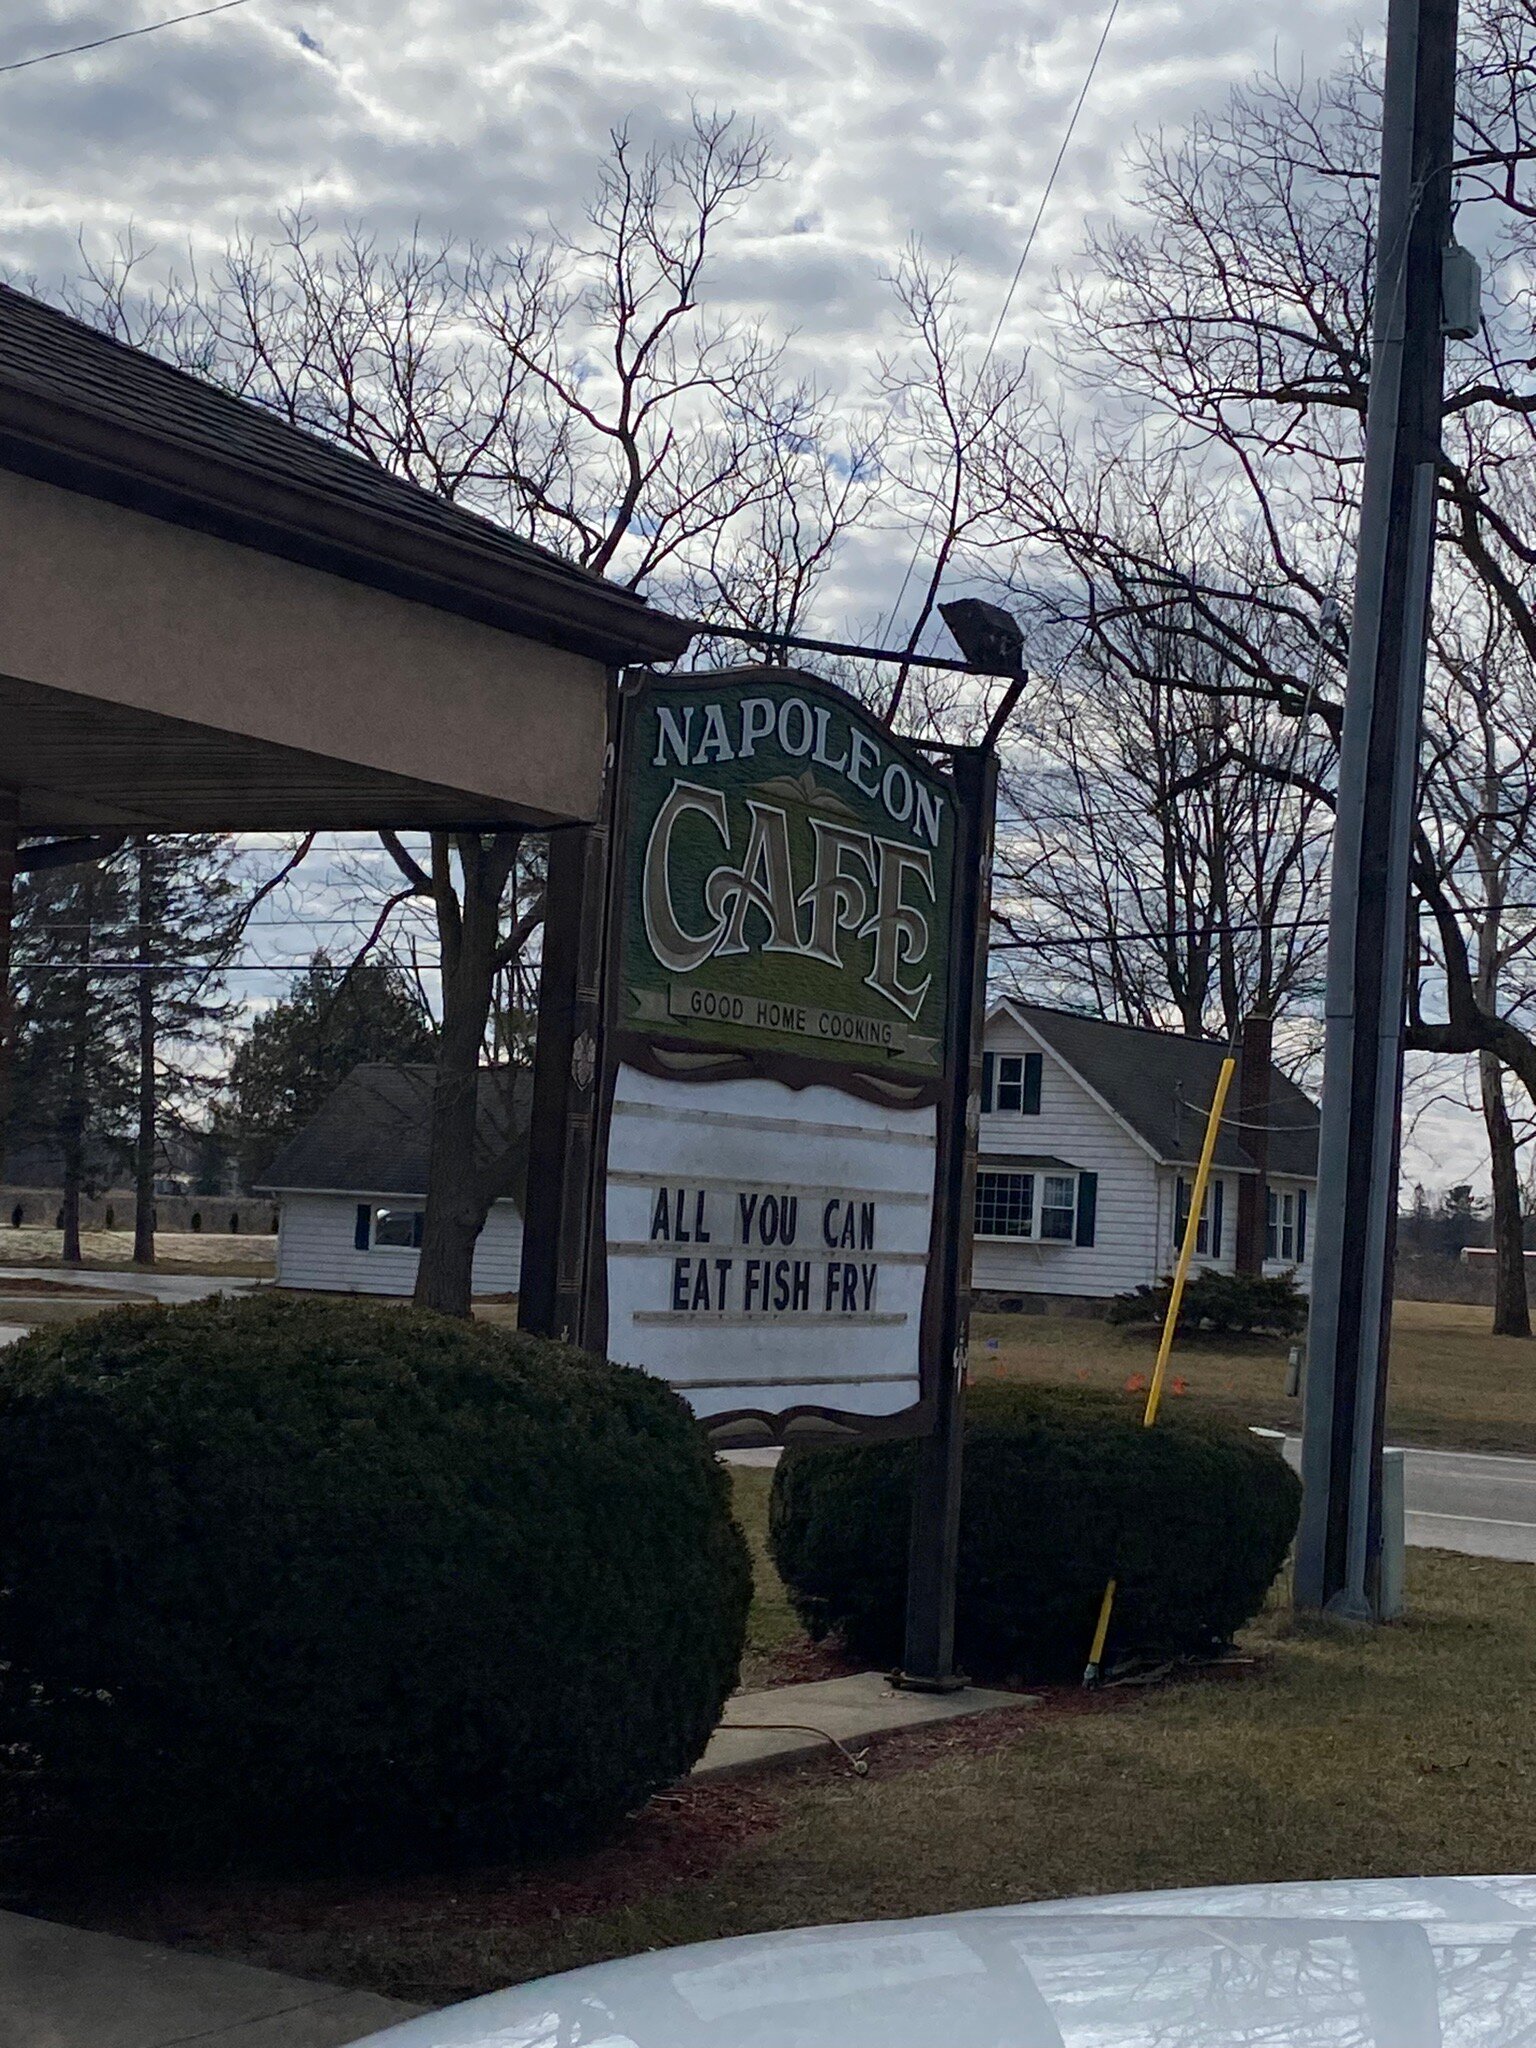 NAPOLEON
CAFE
GOOD HOME COOKING
ALL YOU CAN
EAT FISH FRY